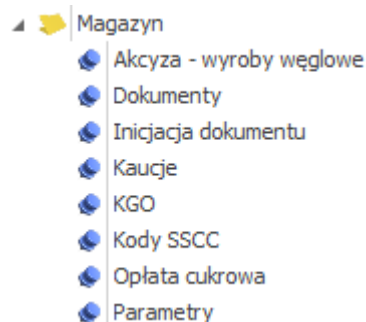 Magazyn
Akcyza - wyroby węglowe
Dokumenty
Inicjacja dokumentu
Kaucje
KGO
Kody SSCC
Opłata cukrowa
Parametry